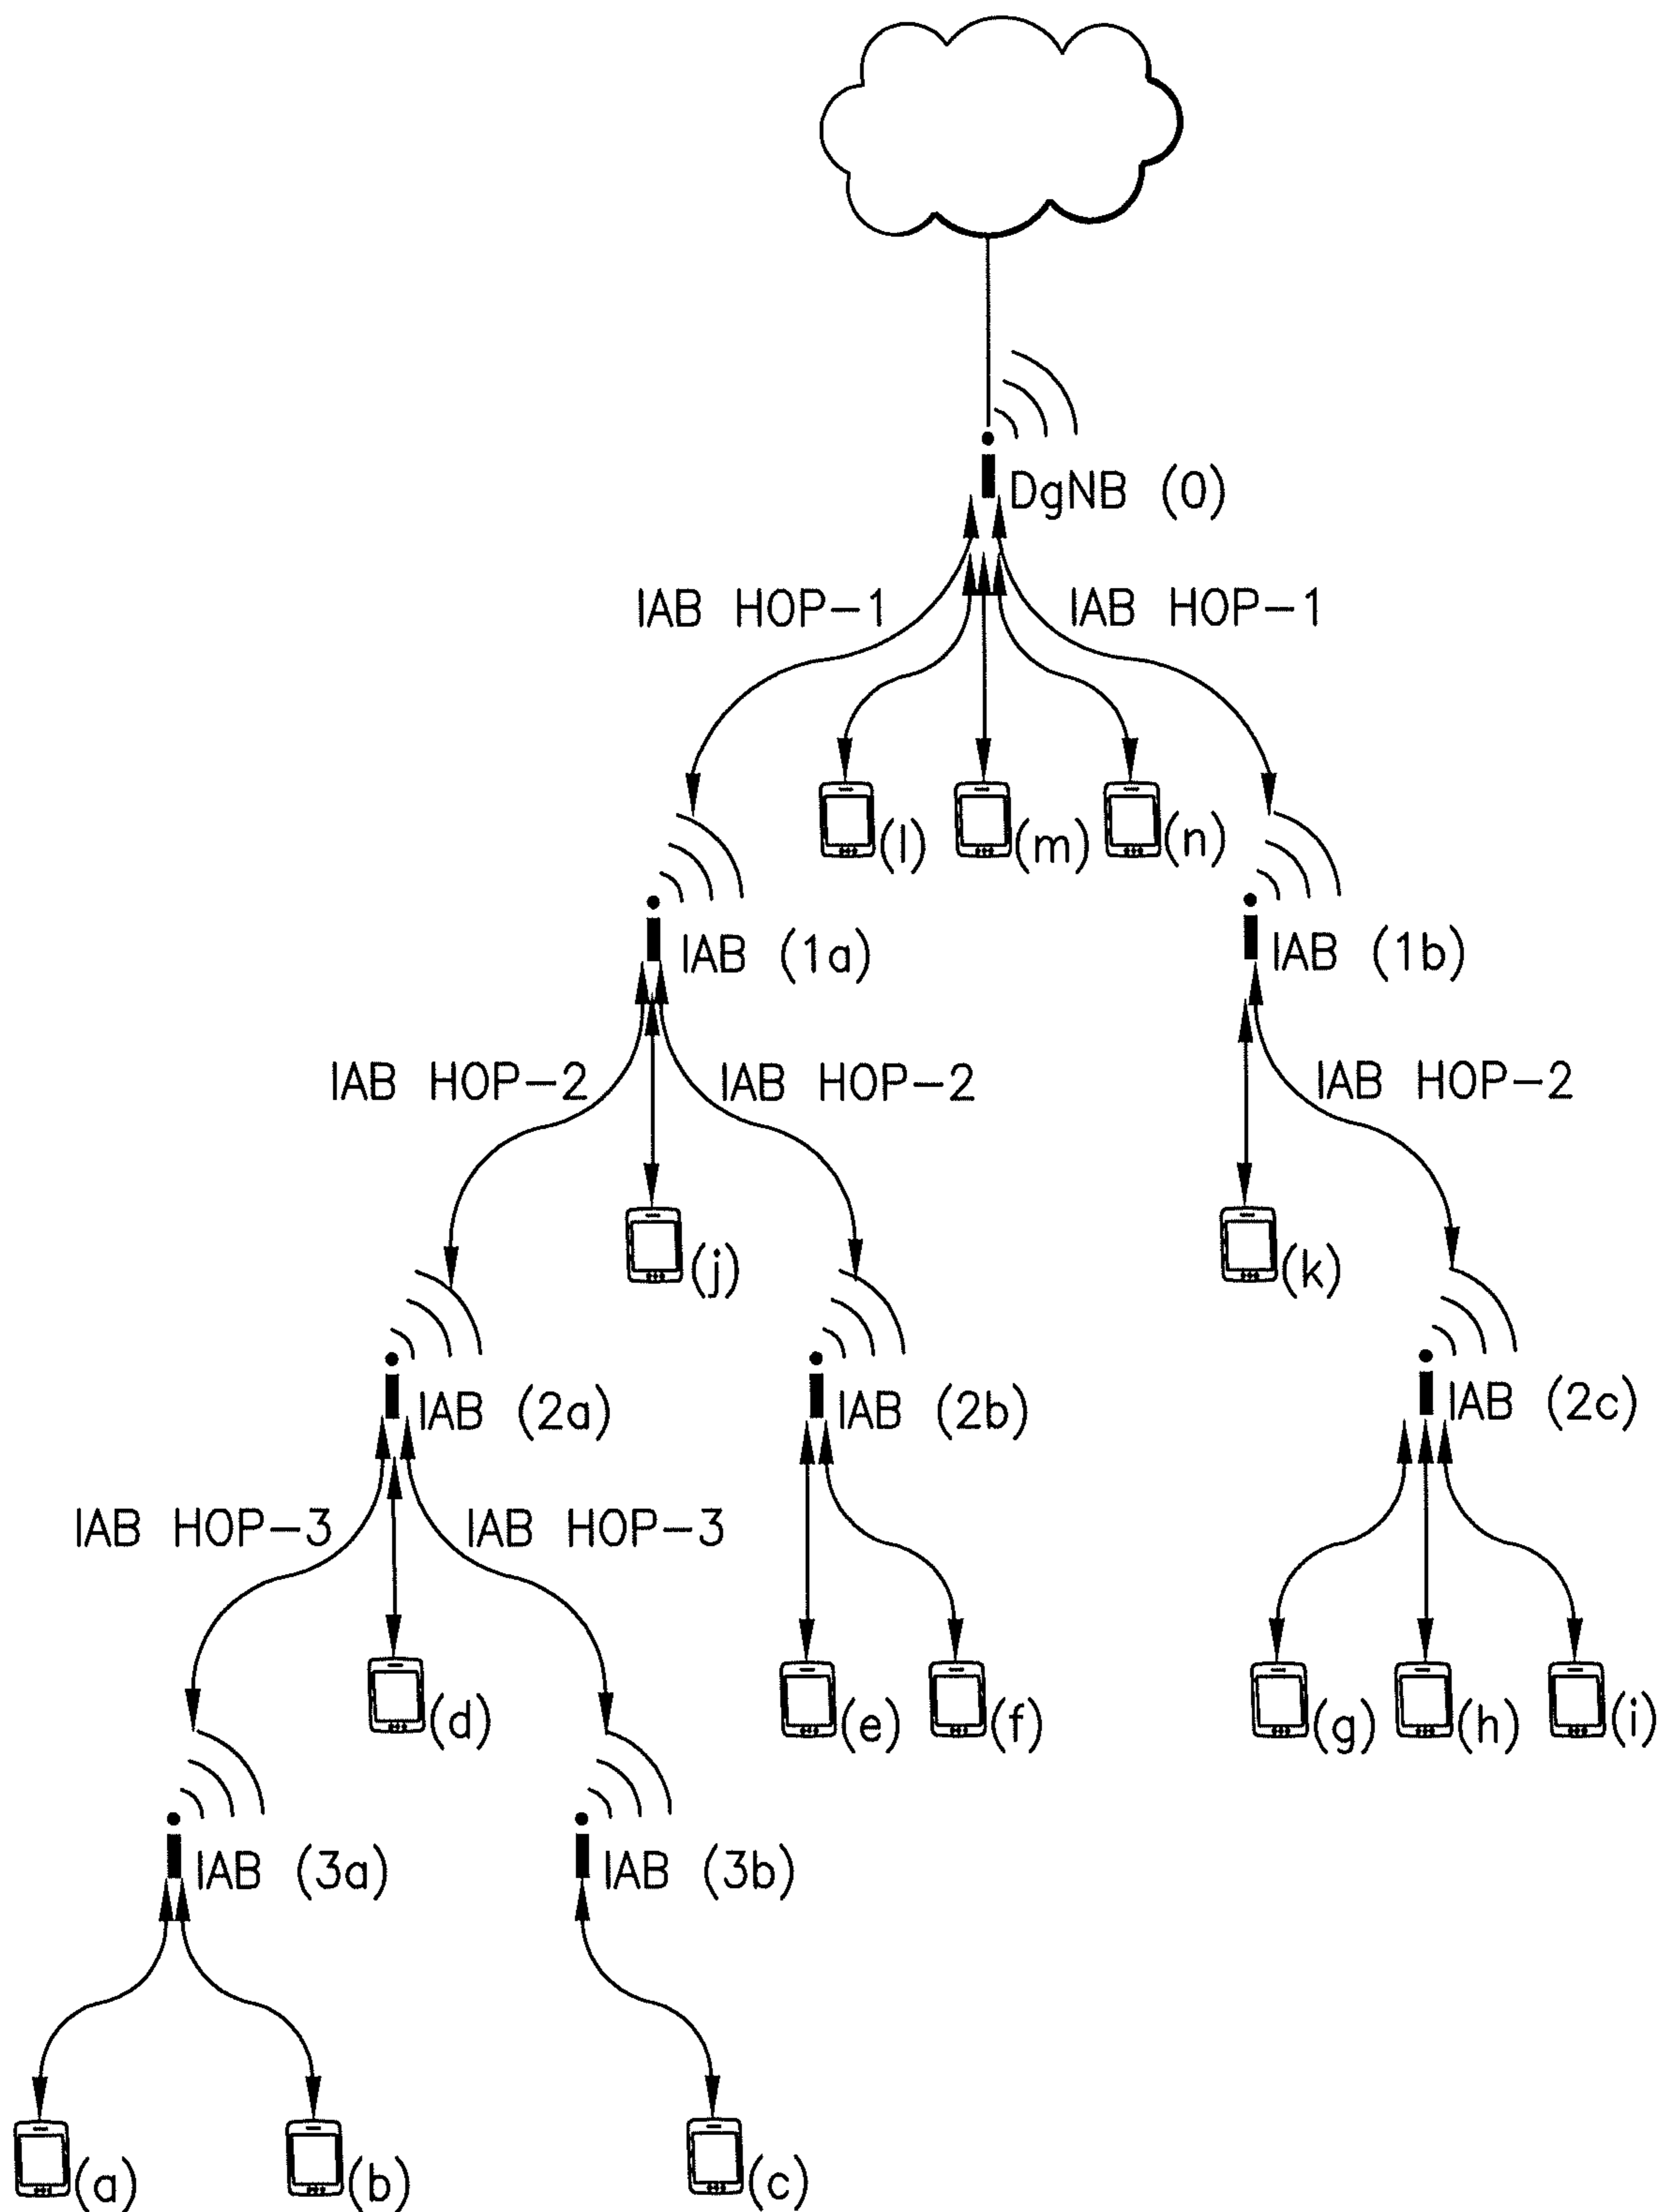 DgNB (0)
IAB HOP-1
IAB HOP-1
(l)
(m)
(n)
IAB (1a)
IAB (1b)
IAB HOP-2
IAB HOP-2
IAB HOP-2
(j)
(k)
IAB (2a)
IAB (2b)
IAB (2c)
IAB HOP-3
IAB HOP-3
(d)
(e)
(f)
(g)
(h)
(i)
IAB (3a)
IAB (3b)
(a)
(b)
(c)